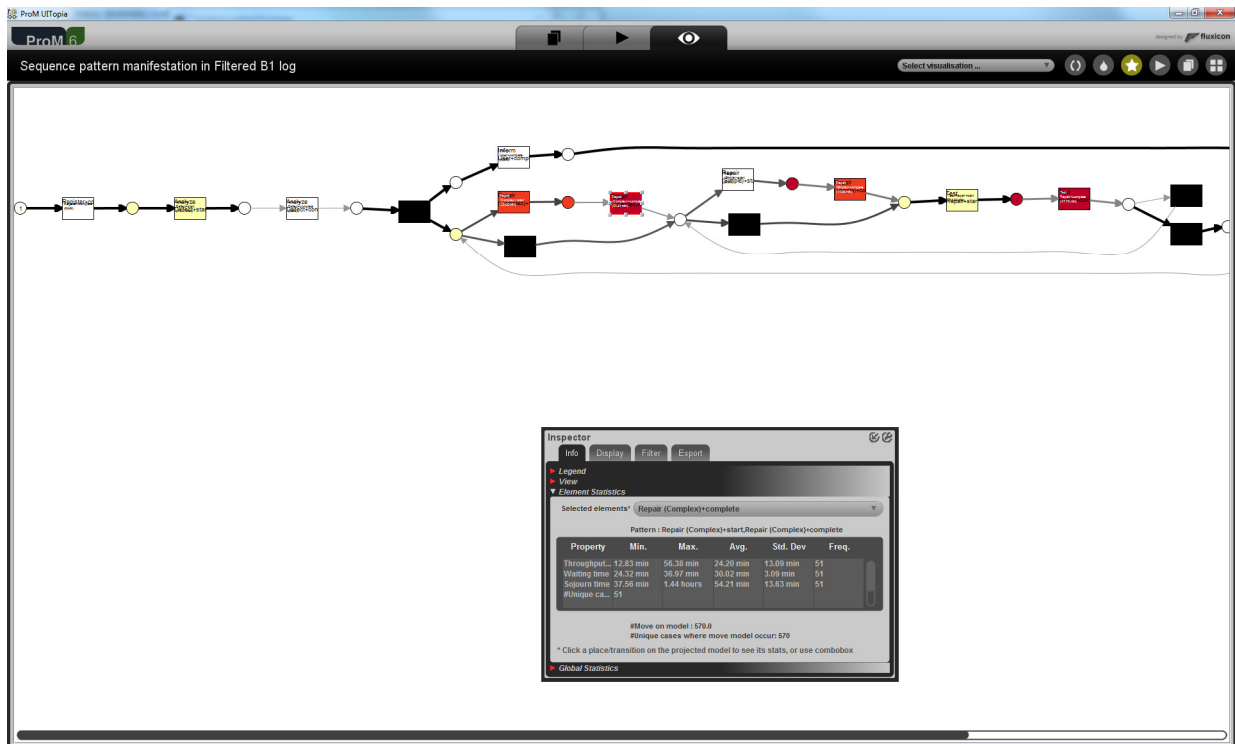 ProM UITopia
ProM 6
designed by fluxicon
Sequence pattern manifestation in Filtered B1 log
Select visualisation ...
Inform
Repair
1
Analyze
Analyze
Test
Repair+start
Inspector
Info Display Filter Export
Legend
View
Element Statistics
Selected elements* Repair (Complex)+complete
Pattern : Repair (Complex)+start,Repair (Complex)+complete
Property Min. Max. Avg. Std. Dev Freq.
Throughput... 12.83 min 56.38 min 24.20 min 13.09 min 51
Waiting time 24.32 min 36.97 min 30.02 min 3.09 min 51
Sojourn time 37.56 min 1.44 hours 54.21 min 13.63 min 51
#Unique ca... 51
#Move on model : 570.0
#Unique cases where move model occur: 570
* Click a place/transition on the projected model to see its stats, or use combobox
Global Statistics